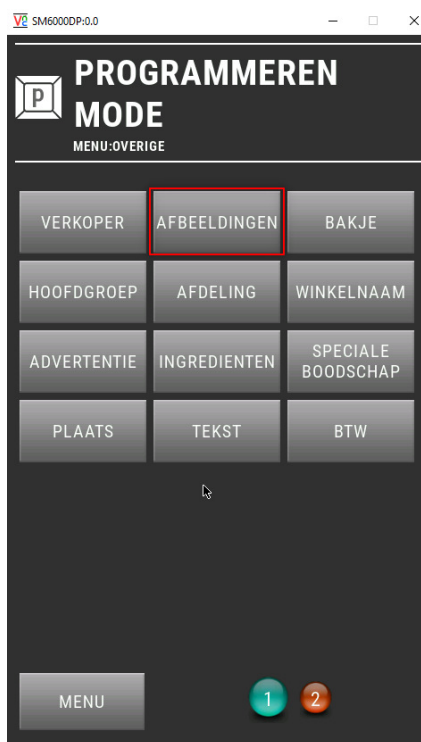 SM6000DP:0.0
P
PROGRAMMEREN
MODE
MENU:OVERIGE
VERKOPER
AFBEELDINGEN
BAKJE
HOOFDGROEP
AFDELING
WINKELNAAM
ADVERTENTIE
INGREDIENTEN
SPECIALE
BOODSCHAP
PLAATS
TEKST
BTW
MENU
1
2